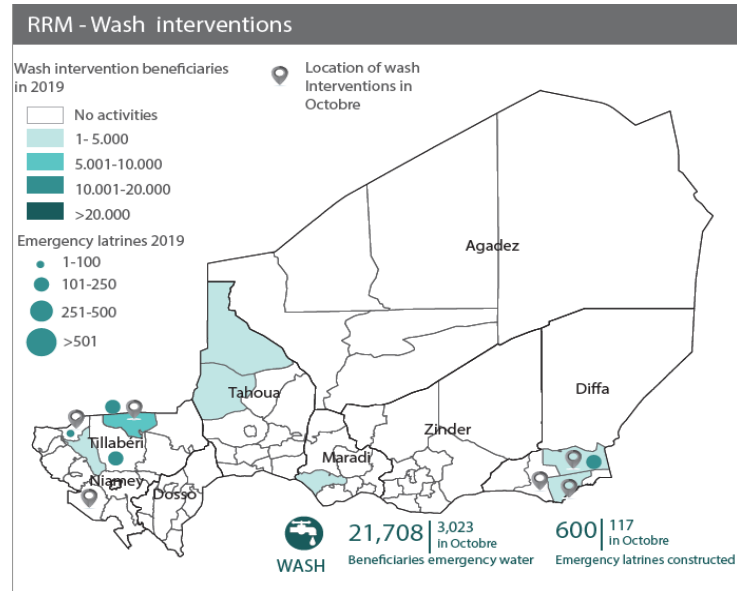 RRM - Wash interventions
Wash intervention beneficiaries
in 2019
No activities
1- 5.000
5.001-10.000
10.001-20.000
>20.000
Emergency latrines 2019
1-100
101-250
251-500
>501
Location of wash
Interventions in
Octobre
Agadez
Diffa
Tahoua
Zinder
Maradi
Tillabéri
Niamey
Dosso
WASH
21,708
3,023
in Octobre
Beneficiaries emergency water
600
117
in Octobre
Emergency latrines constructed